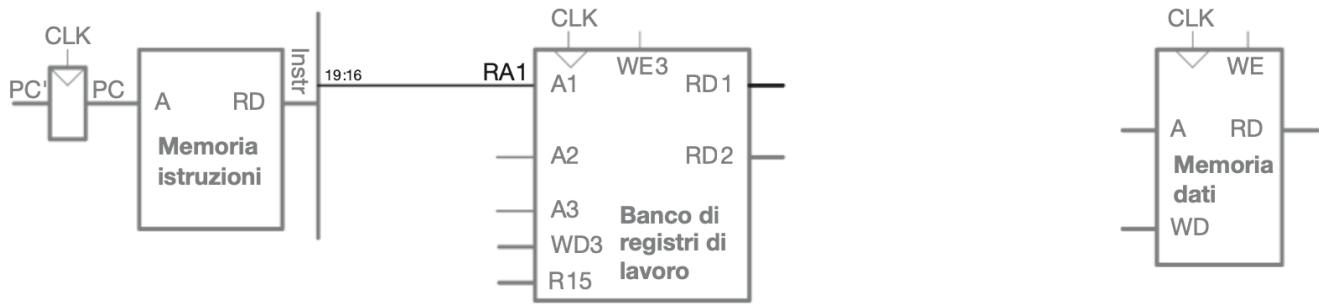 CLK
PC'
PC
A
RD
Memoria
istruzioni
Instr
19:16
RA1
CLK
WE3
A1
RD1
A2
RD2
A3
WD3
R15
Banco di
registri di
lavoro
CLK
WE
A
RD
Memoria
dati
WD